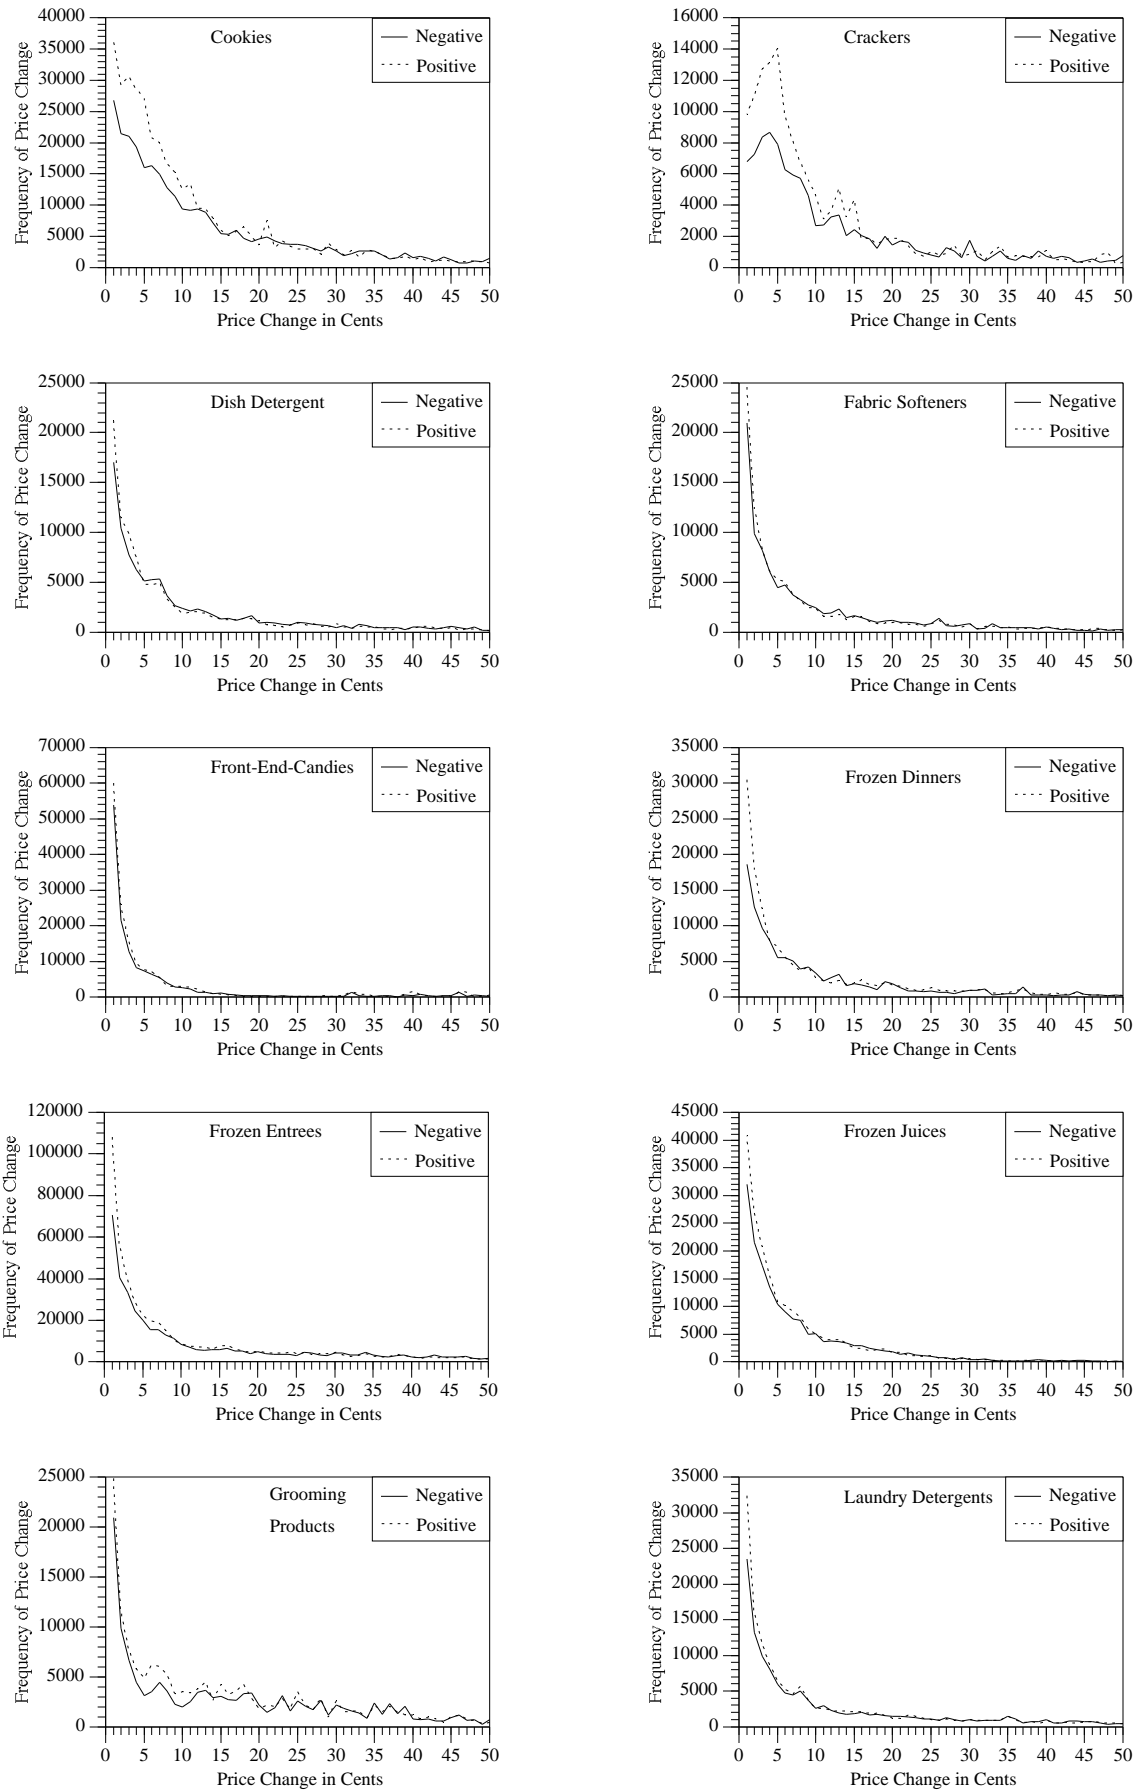 40000
35000
30000
25000
20000
15000
10000
5000
0
Frequency of Price Change
Cookies
Negative
Positive
0 5 10 15 20 25 30 35 40 45 50
Price Change in Cents
16000
14000
12000
10000
8000
6000
4000
2000
0
Frequency of Price Change
Crackers
Negative
Positive
0 5 10 15 20 25 30 35 40 45 50
Price Change in Cents
25000
20000
15000
10000
5000
0
Frequency of Price Change
Dish Detergent
Negative
Positive
0 5 10 15 20 25 30 35 40 45 50
Price Change in Cents
25000
20000
15000
10000
5000
0
Frequency of Price Change
Fabric Softeners
Negative
Positive
0 5 10 15 20 25 30 35 40 45 50
Price Change in Cents
70000
60000
50000
40000
30000
20000
10000
0
Frequency of Price Change
Front-End-Candies
Negative
Positive
0 5 10 15 20 25 30 35 40 45 50
Price Change in Cents
35000
30000
25000
20000
15000
10000
5000
0
Frequency of Price Change
Frozen Dinners
Negative
Positive
0 5 10 15 20 25 30 35 40 45 50
Price Change in Cents
120000
100000
80000
60000
40000
20000
0
Frequency of Price Change
Frozen Entrees
Negative
Positive
0 5 10 15 20 25 30 35 40 45 50
Price Change in Cents
45000
40000
35000
30000
25000
20000
15000
10000
5000
0
Frequency of Price Change
Frozen Juices
Negative
Positive
0 5 10 15 20 25 30 35 40 45 50
Price Change in Cents
25000
20000
15000
10000
5000
0
Frequency of Price Change
Grooming
Products
Negative
Positive
0 5 10 15 20 25 30 35 40 45 50
Price Change in Cents
35000
30000
25000
20000
15000
10000
5000
0
Frequency of Price Change
Laundry Detergents
Negative
Positive
0 5 10 15 20 25 30 35 40 45 50
Price Change in Cents